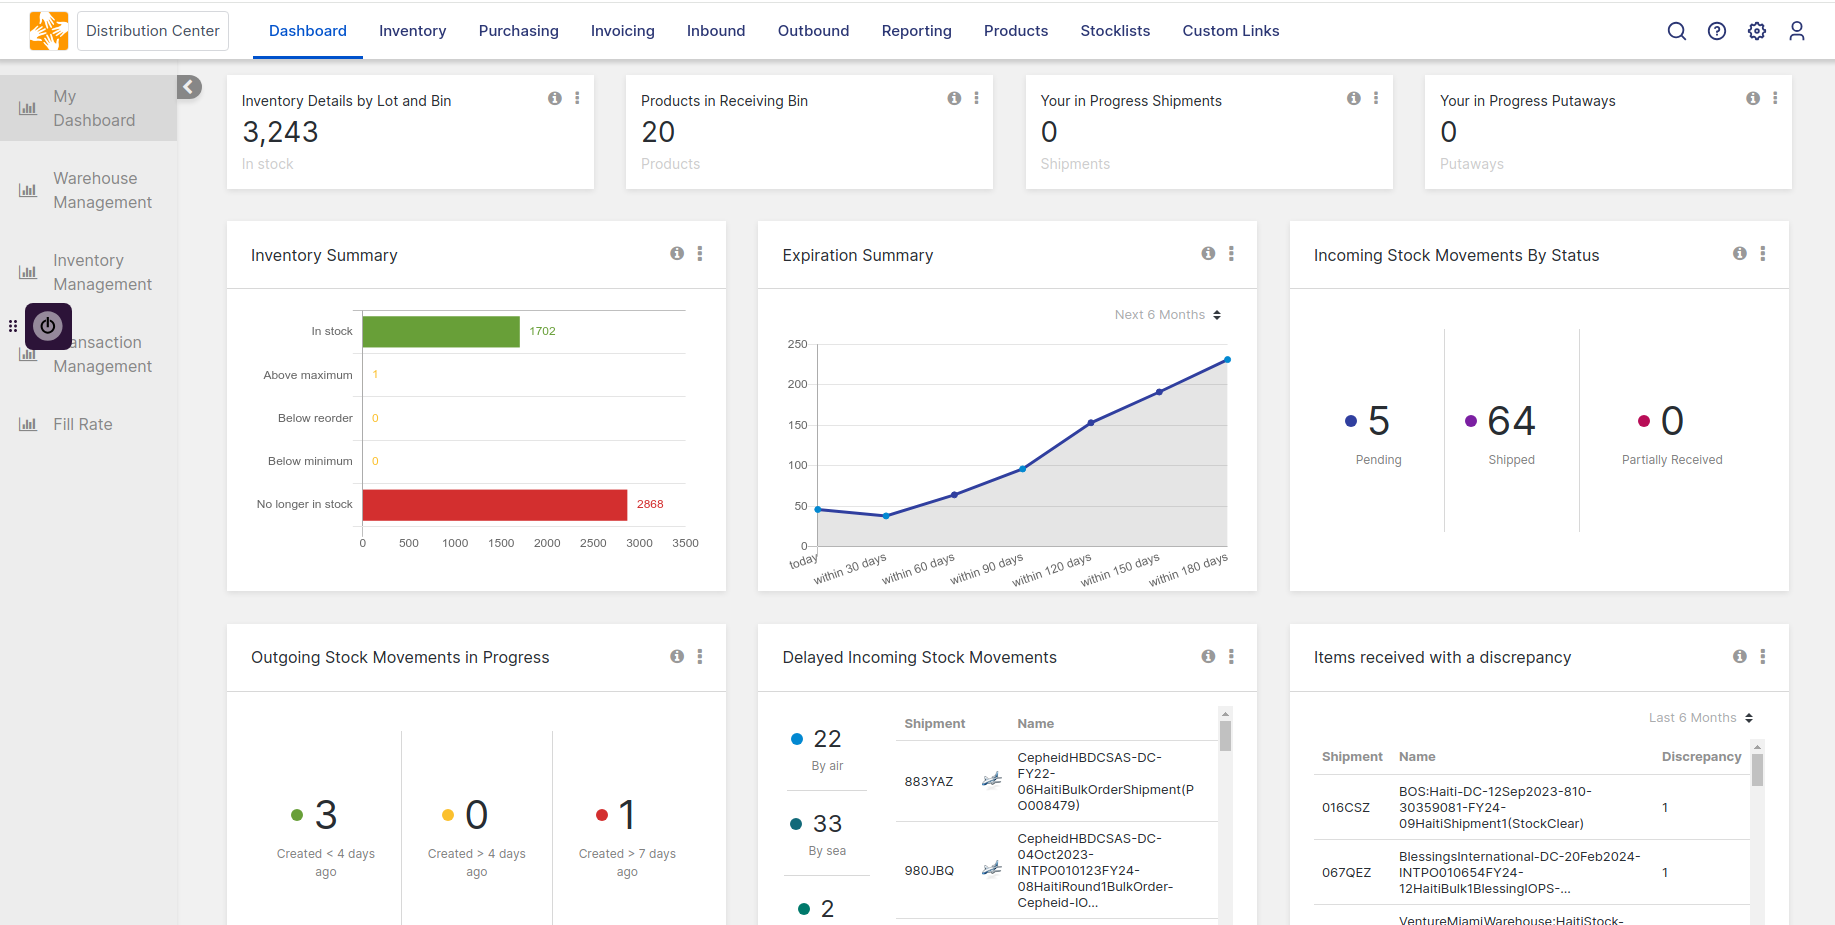 Distribution Center
Dashboard
Inventory
Purchasing
Invoicing
Inbound
Outbound
Reporting
Products
Stocklists
Custom Links
My
Dashboard
Warehouse
Management
Inventory
Management
ansaction
Management
Fill Rate
Inventory Details by Lot and Bin
3,243
In stock
Products in Receiving Bin
20
Products
Your in Progress Shipments
0
Shipments
Your in Progress Putaways
0
Putaways
Inventory Summary
In stock
1702
Above maximum
1
Below reorder
0
Below minimum
0
No longer in stock
2868
0 500 1000 1500 2000 2500 3000 3500
Expiration Summary
Next 6 Months
250
200
150
100
50
0
today
within 30 days
within 60 days
within 90 days
within 120 days
within 150 days
within 180 days
Incoming Stock Movements By Status
5
Pending
64
Shipped
0
Partially Received
Outgoing Stock Movements in Progress
3
Created < 4 days
ago
0
Created > 4 days
ago
1
Created > 7 days
ago
Delayed Incoming Stock Movements
22
By air
33
By sea
2
Shipment Name
883YAZ
CepheidHBDCSAS-DC-
FY22-
06HaitiBulkOrderShipment(P
O008479)
980JBQ
CepheidHBDCSAS-DC-
04Oct2023-
INTPO010123FY24-
08HaitiRound1BulkOrder-
Cepheid-IO...
Items received with a discrepancy
Last 6 Months
Shipment Name Discrepancy
016CSZ
BOS:Haiti-DC-12Sep2023-810-
30359081-FY24-
09HaitiShipment1(StockClear)
1
067QEZ
BlessingsInternational-DC-20Feb2024-
INTPO010654FY24-
12HaitiBulk1BlessingIOPS-...
1
VentureMiamiWarehouse:HaitiStock-